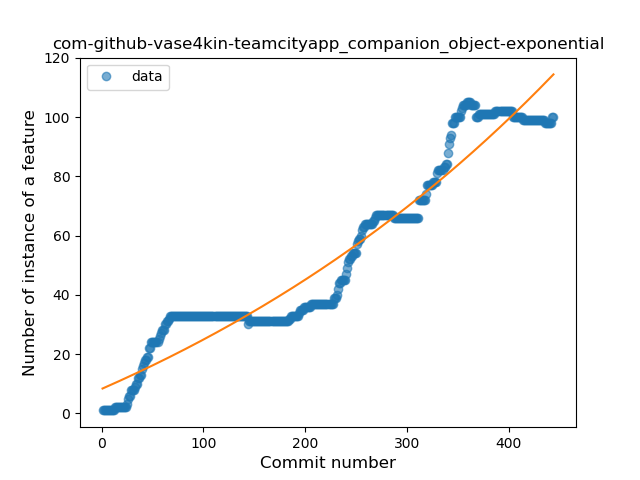 com-github-vase4kin-teamcityapp_companion_object-exponential
data
Number of instance of a feature
120
100
80
60
40
20
0
0 100 200 300 400
Commit number